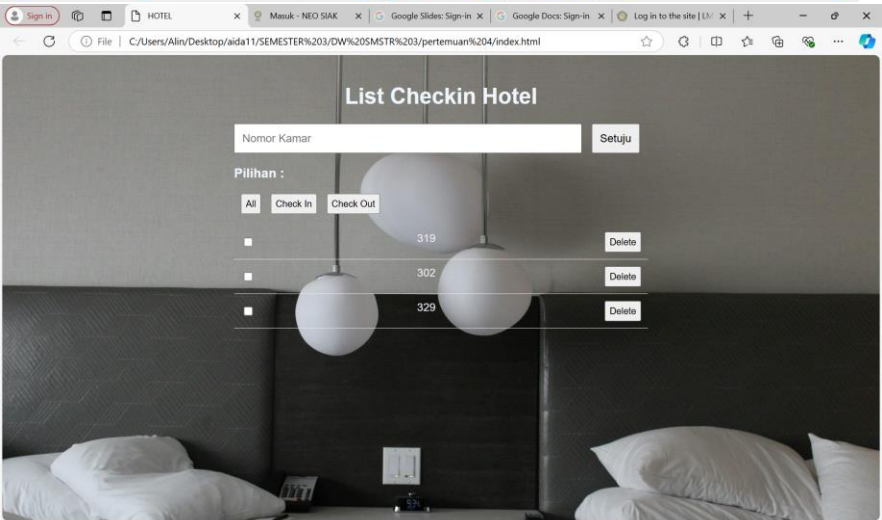 Sign in
HOTEL
Masuk - NEO SIAK
Google Slides: Sign-in
Google Docs: Sign-in
Log in to the site | LM
File
C:/Users/Alin/Desktop/aida11/SEMESTER%203/DW%20SMSTR%203/pertemuan%204/index.html
List Checkin Hotel
Nomor Kamar
Setuju
Pilihan :
All Check In Check Out
319 Delete
302 Delete
329 Delete